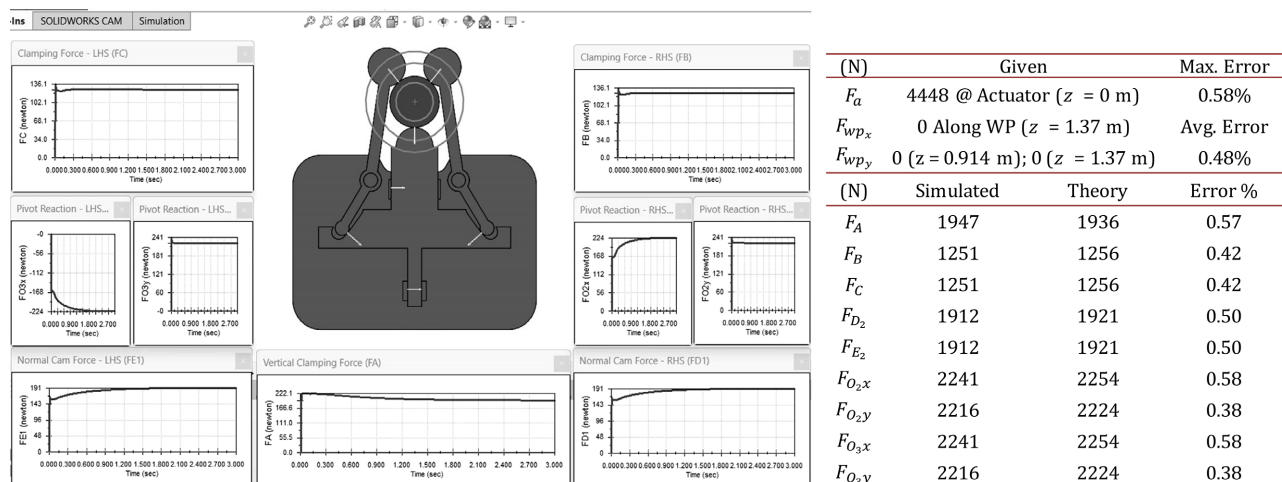 -Ins SOLIDWORKS CAM Simulation
Clamping Force - LHS (FC)
FC (newton)
136.1
102.1
68.1
34.0
0.0
0.000 0.300 0.600 0.900 1.200 1.500 1.800 2.100 2.400 2.700 3.000
Time (sec)
Clamping Force - RHS (FB)
FB (newton)
136.1
102.1
68.1
34.0
0.0
0.000 0.300 0.600 0.900 1.200 1.500 1.800 2.100 2.400 2.700 3.000
Time (sec)
Pivot Reaction - LHS...
FO3x (newton)
-0
-56
-112
-168
-224
0.000 0.900 1.800 2.700
Time (sec)
Pivot Reaction - LHS...
FO3y (newton)
241
181
120
60
0
0.000 0.900 1.800 2.700
Time (sec)
Pivot Reaction - RHS...
FO2x (newton)
224
168
112
56
0
0.000 0.900 1.800 2.700
Time (sec)
Pivot Reaction - RHS...
FO2y (newton)
241
181
120
60
0
0.000 0.900 1.800 2.700
Time (sec)
Normal Cam Force - LHS (FE1)
FE1 (newton)
191
143
96
48
0
0.000 0.300 0.600 0.900 1.200 1.500 1.800 2.100 2.400 2.700 3.000
Time (sec)
Vertical Clamping Force (FA)
FA (newton)
222.1
166.6
111.0
55.5
0.0
0.000 0.300 0.600 0.900 1.200 1.500 1.800 2.100 2.400 2.700 3.000
Time (sec)
Normal Cam Force - RHS (FD1)
FD1 (newton)
191
143
96
48
0
0.000 0.300 0.600 0.900 1.200 1.500 1.800 2.100 2.400 2.700 3.000
Time (sec)
(N) Given Max. Error
Fa 4448 @ Actuator (z = 0 m) 0.58%
Fwpx 0 Along WP (z = 1.37 m) Avg. Error
Fwpy 0 (z = 0.914 m); 0 (z = 1.37 m) 0.48%
(N) Simulated Theory Error %
FA 1947 1936 0.57
FB 1251 1256 0.42
FC 1251 1256 0.42
FD2 1912 1921 0.50
FE2 1912 1921 0.50
FO2x 2241 2254 0.58
FO2y 2216 2224 0.38
FO3x 2241 2254 0.58
FO3y 2216 2224 0.38